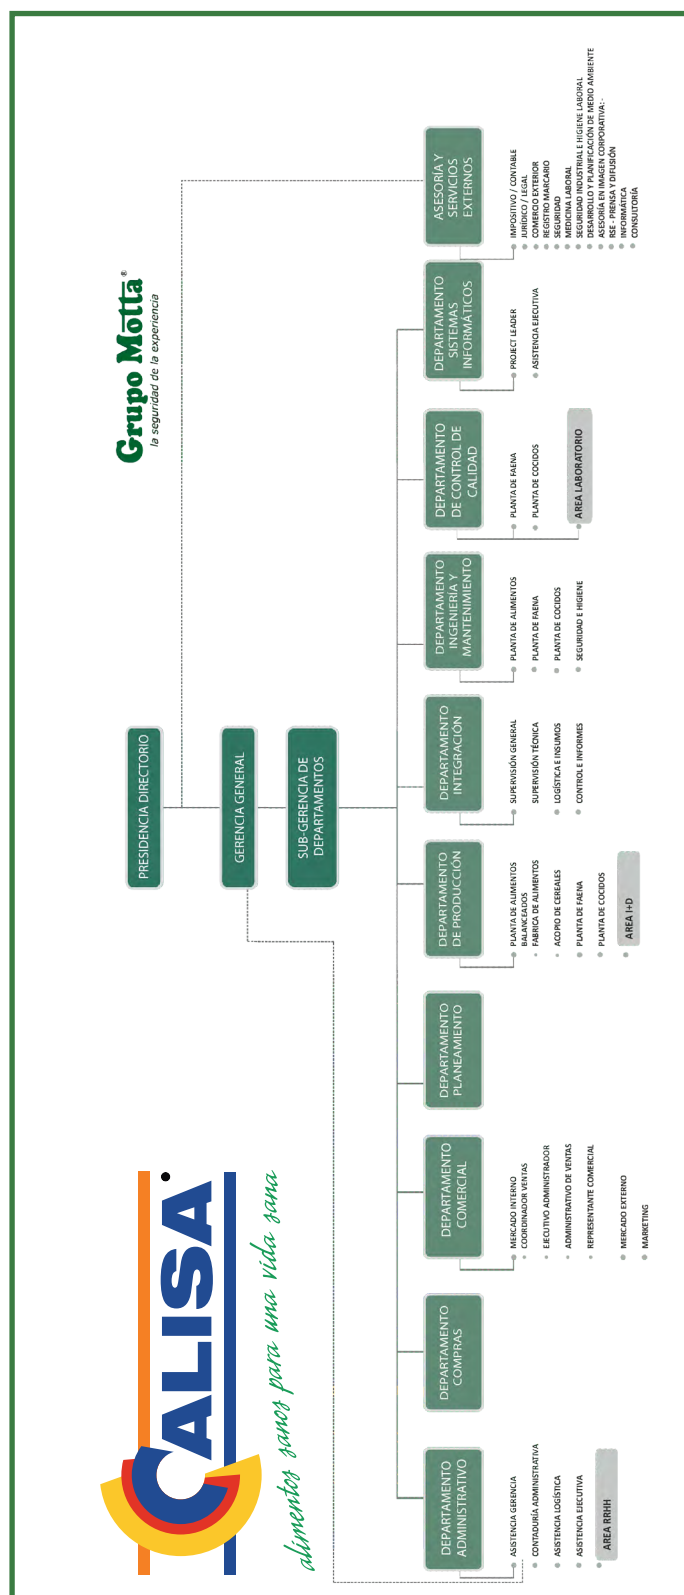 CALISA
alimentos sanos para una vida sana
Grupo Motta®
la seguridad de la experiencia
PRESIDENCIA DIRECTORIO
GERENCIA GENERAL
SUB-GERENCIA DE
DEPARTAMENTOS
DEPARTAMENTO
ADMINISTRATIVO
ASISTENCIA GERENCIA
CONTADURÍA ADMINISTRATIVA
ASISTENCIA LOGÍSTICA
ASISTENCIA EJECUTIVA
AREA RRHH
DEPARTAMENTO
COMPRAS
DEPARTAMENTO
COMERCIAL
MERCADO INTERNO
COORDINADOR VENTAS
EJECUTIVO ADMINISTRADOR
ADMINISTRATIVO DE VENTAS
REPRESENTANTE COMERCIAL
MERCADO EXTERNO
MARKETING
DEPARTAMENTO
PLANEAMIENTO
DEPARTAMENTO
DE PRODUCCIÓN
PLANTA DE ALIMENTOS
BALANCEADOS
FABRICA DE ALIMENTOS
ACOPIO DE CEREALES
PLANTA DE FAENA
PLANTA DE COCIDOS
AREA I+D
DEPARTAMENTO
INTEGRACIÓN
SUPERVISIÓN GENERAL
SUPERVISIÓN TÉCNICA
LOGÍSTICA E INSUMOS
CONTROL E INFORMES
DEPARTAMENTO
INGENIERÍA Y
MANTENIMIENTO
PLANTA DE ALIMENTOS
PLANTA DE FAENA
PLANTA DE COCIDOS
SEGURIDAD E HIGIENE
DEPARTAMENTO
DE CONTROL DE
CALIDAD
PLANTA DE FAENA
PLANTA DE COCIDOS
AREA LABORATORIO
DEPARTAMENTO
SISTEMAS
INFORMÁTICOS
PROJECT LEADER
ASISTENCIA EJECUTIVA
ASESORÍA Y
SERVICIOS
EXTERNOS
IMPOSITIVO / CONTABLE
JURÍDICO / LEGAL
COMERCIO EXTERIOR
REGISTRO MARCARIO
SEGURIDAD
MEDICINA LABORAL
SEGURIDAD INDUSTRIAL E HIGIENE LABORAL
DESARROLLO Y PLANIFICACIÓN DE MEDIO AMBIENTE
ASESORÍA EN IMAGEN CORPORATIVA: -
RSE - PRENSA Y DIFUSIÓN
INFORMÁTICA
CONSULTORÍA